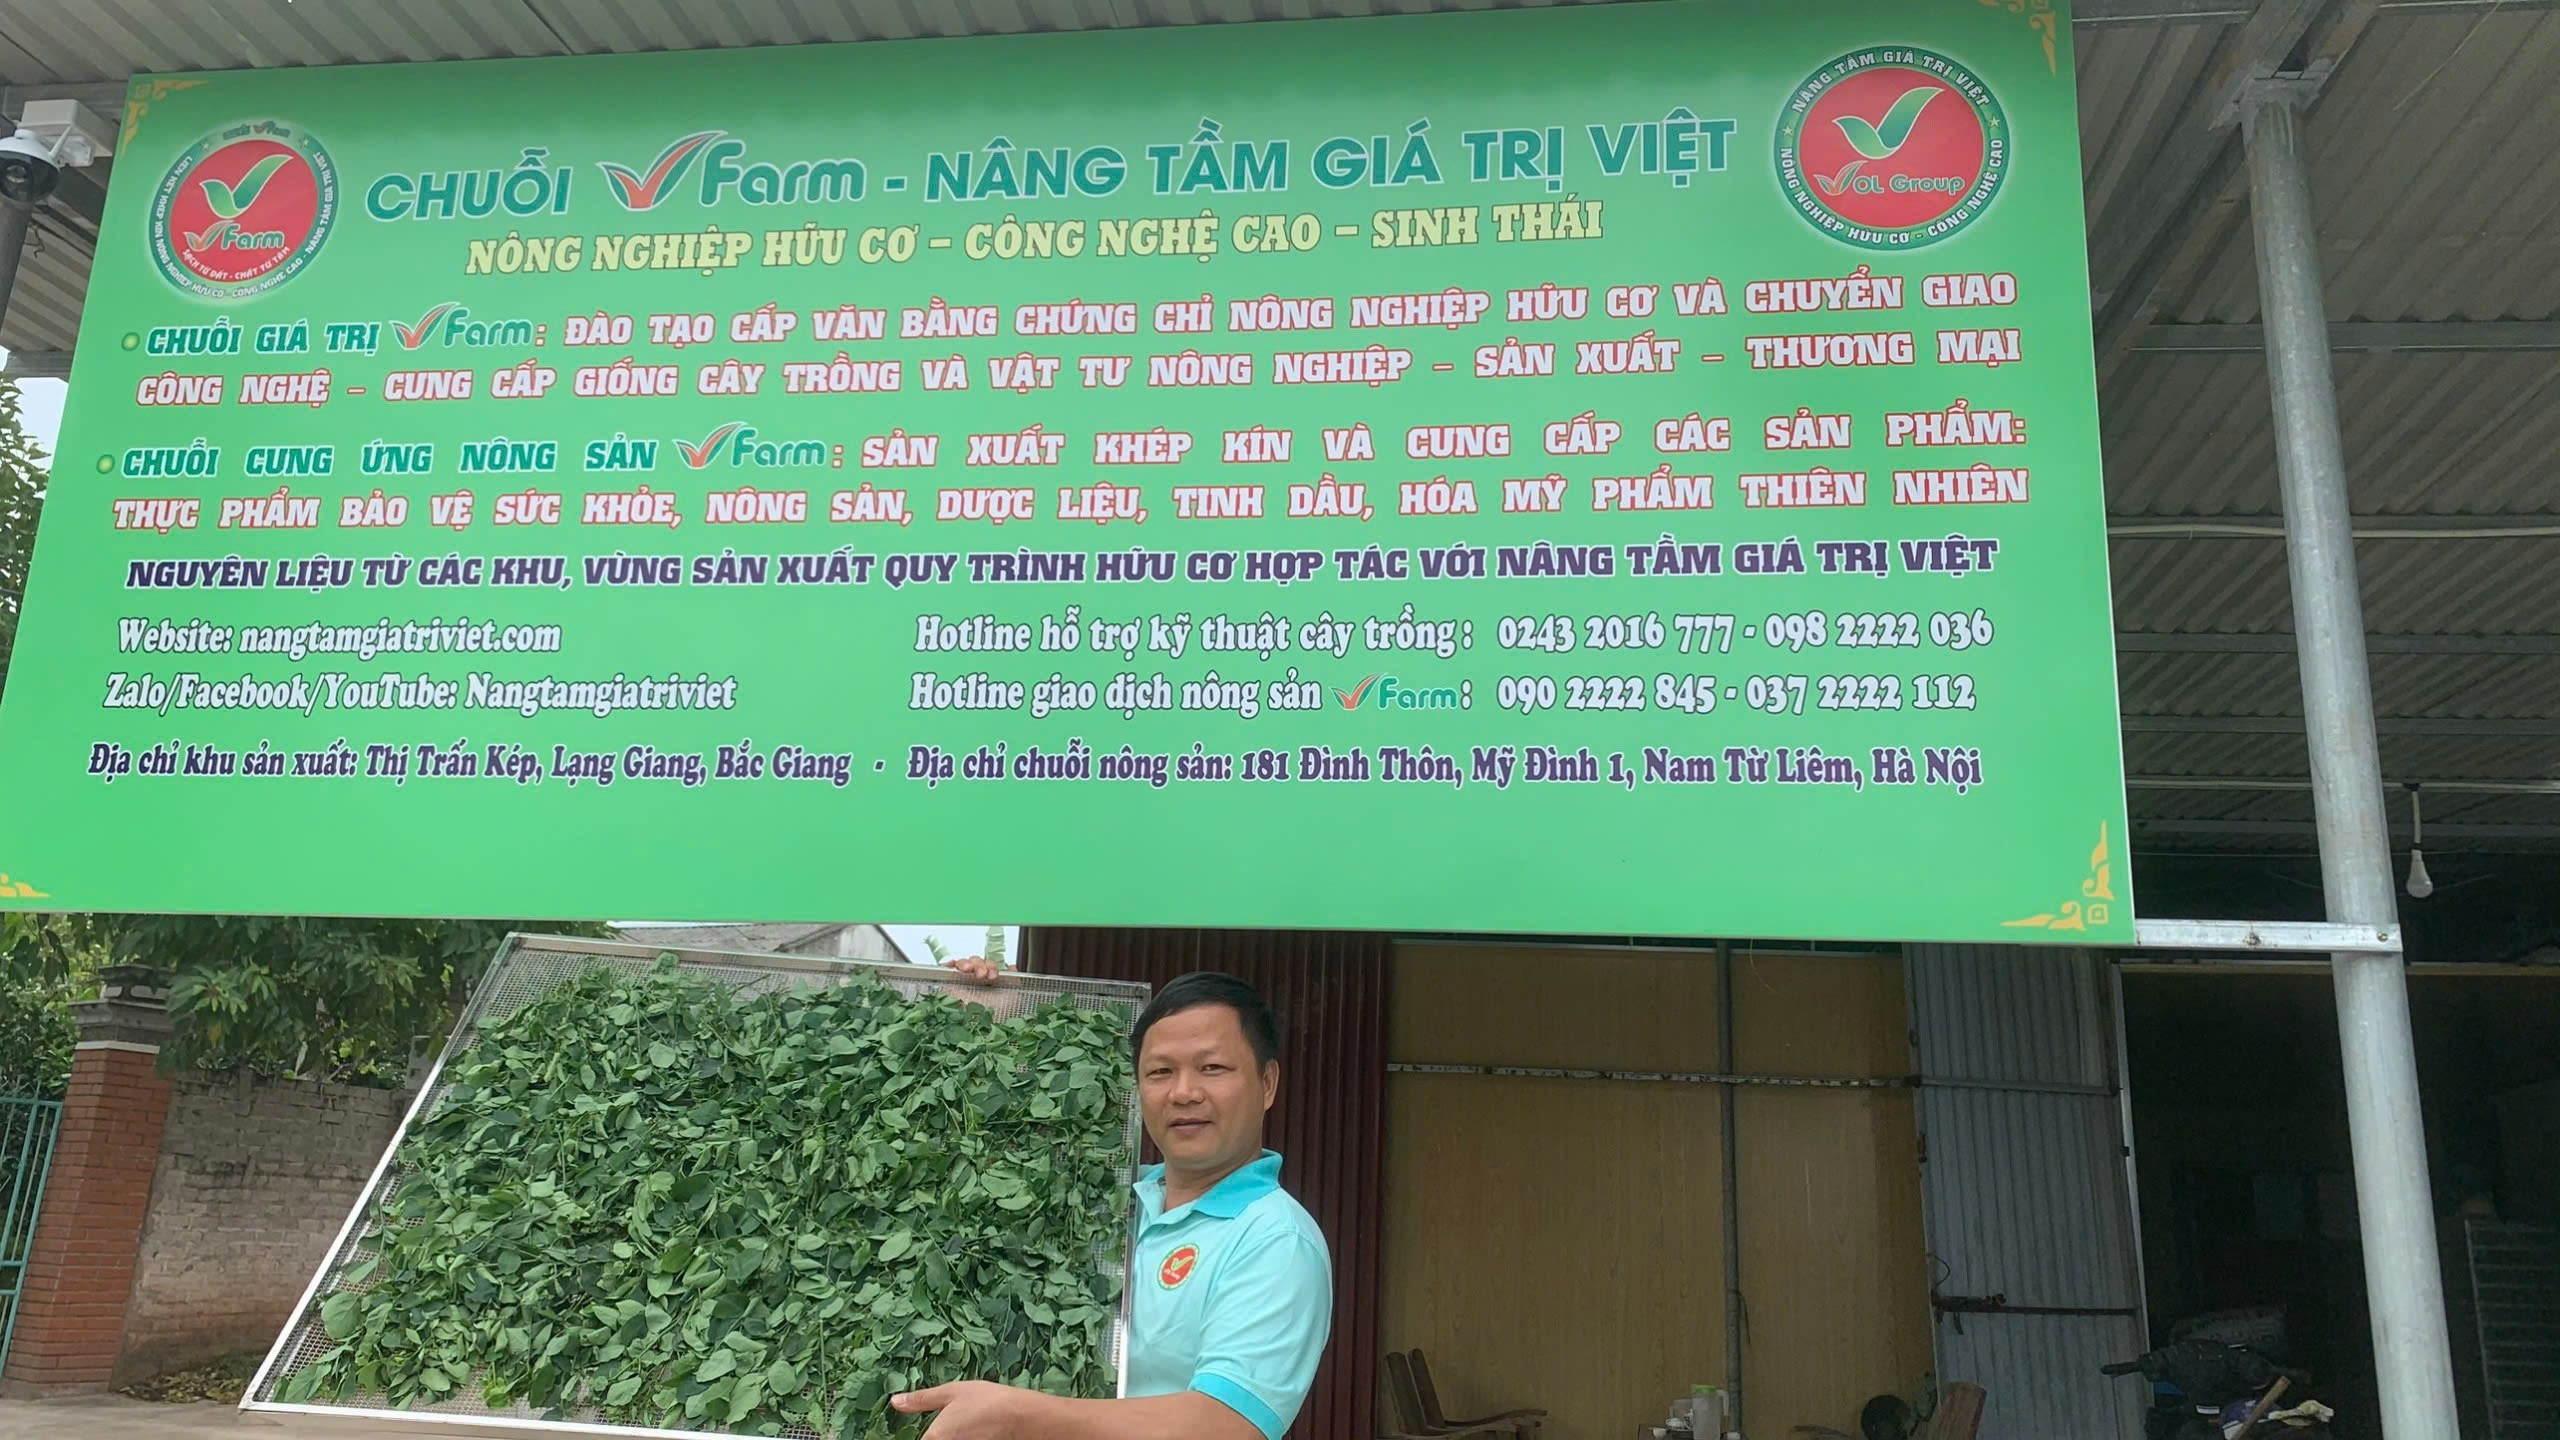 CHUỖI VFarm - NÂNG TẦM GIÁ TRỊ VIỆT
NÔNG NGHIỆP HỮU CƠ – CÔNG NGHỆ CAO – SINH THÁI
VFarm
SẠCH TỪ ĐẤT - CHẤT TỪ TÂM
NÂNG TẦM GIÁ TRỊ VIỆT
VOL Group
NÔNG NGHIỆP HỮU CƠ - CÔNG NGHỆ CAO
CHUỖI GIÁ TRỊ VFarm: ĐÀO TẠO CẤP VĂN BẰNG CHỨNG CHỈ NÔNG NGHIỆP HỮU CƠ VÀ CHUYỂN GIAO
CÔNG NGHỆ – CUNG CẤP GIỐNG CÂY TRỒNG VÀ VẬT TƯ NÔNG NGHIỆP – SẢN XUẤT – THƯƠNG MẠI
CHUỖI CUNG ỨNG NÔNG SẢN VFarm: SẢN XUẤT KHÉP KÍN VÀ CUNG CẤP CÁC SẢN PHẨM:
THỰC PHẨM BẢO VỆ SỨC KHỎE, NÔNG SẢN, DƯỢC LIỆU, TINH DẦU, HÓA MỸ PHẨM THIÊN NHIÊN
NGUYÊN LIỆU TỪ CÁC KHU, VÙNG SẢN XUẤT QUY TRÌNH HỮU CƠ HỢP TÁC VỚI NÂNG TẦM GIÁ TRỊ VIỆT
Website: nangtamgiatriviet.com
Hotline hỗ trợ kỹ thuật cây trồng: 0243 2016 777 - 098 2222 036
Zalo/Facebook/YouTube: Nangtamgiatriviet
Hotline giao dịch nông sản VFarm: 090 2222 845 - 037 2222 112
Địa chỉ khu sản xuất: Thị Trấn Kép, Lạng Giang, Bắc Giang - Địa chỉ chuỗi nông sản: 181 Đình Thôn, Mỹ Đình 1, Nam Từ Liêm, Hà Nội